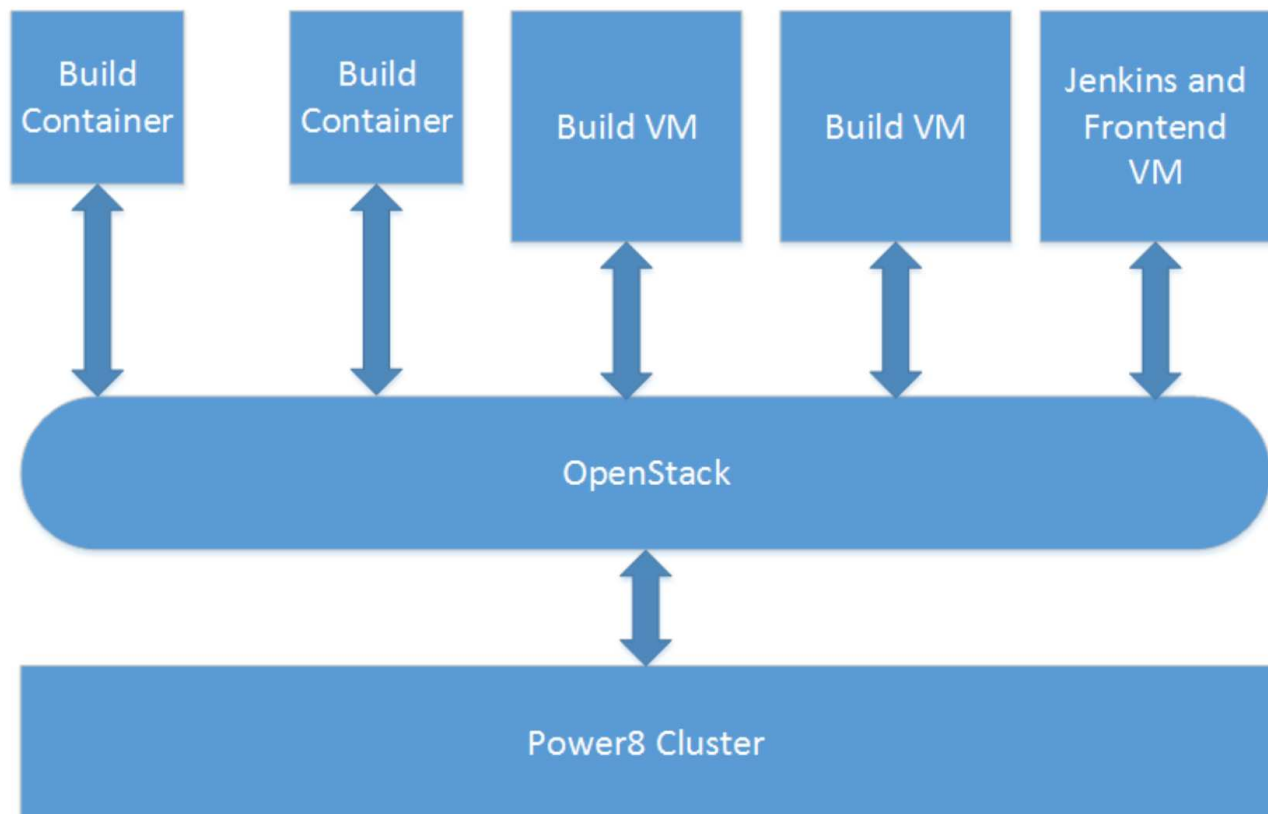 Build
Container
Build
Container
Build VM
Build VM
Jenkins and
Frontend
VM
OpenStack
Power8 Cluster